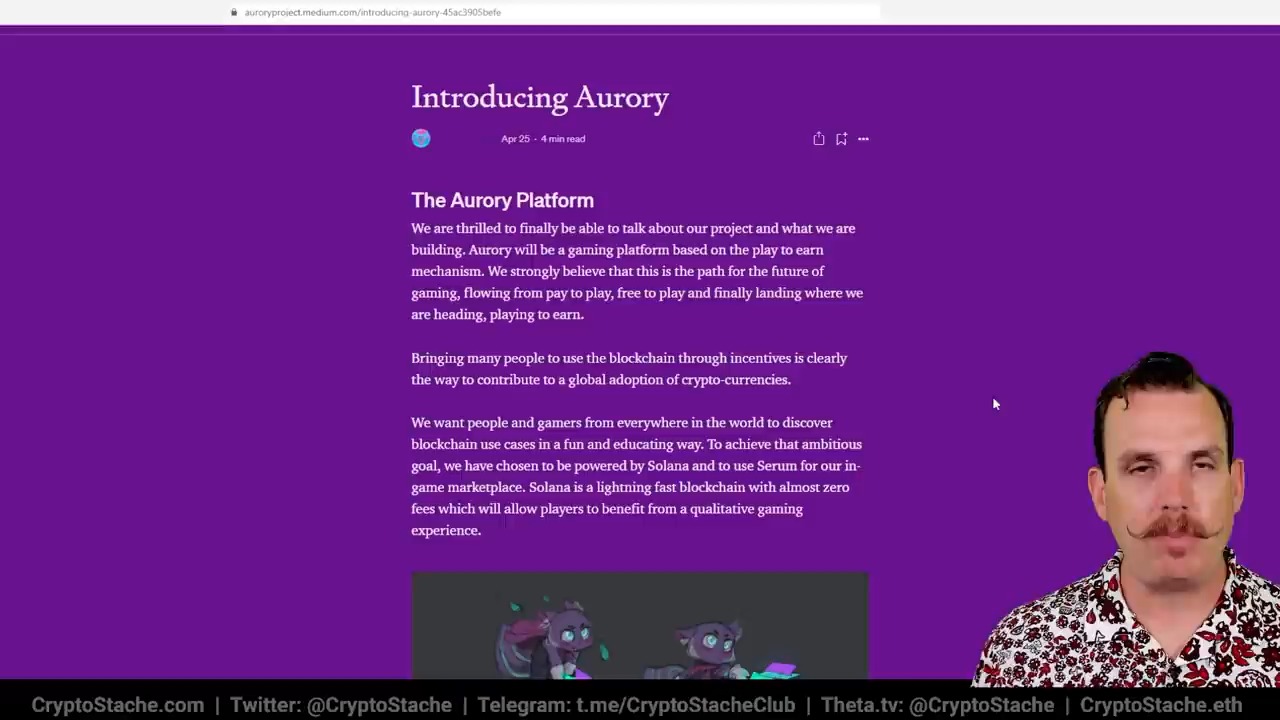 auroryproject.medium.com/introducing-aurory-45ac3905befe
Introducing Aurory
Apr 25 · 4 min read
The Aurory Platform
We are thrilled to finally be able to talk about our project and what we are
building. Aurory will be a gaming platform based on the play to earn
mechanism. We strongly believe that this is the path for the future of
gaming, flowing from pay to play, free to play and finally landing where we
are heading, playing to earn.
Bringing many people to use the blockchain through incentives is clearly
the way to contribute to a global adoption of crypto-currencies.
We want people and gamers from everywhere in the world to discover
blockchain use cases in a fun and educating way. To achieve that ambitious
goal, we have chosen to be powered by Solana and to use Serum for our in-
game marketplace. Solana is a lightning fast blockchain with almost zero
fees which will allow players to benefit from a qualitative gaming
experience.
CryptoStache.com | Twitter: @CryptoStache | Telegram: t.me/CryptoStacheClub | Theta.tv: @CryptoStache | CryptoStache.eth